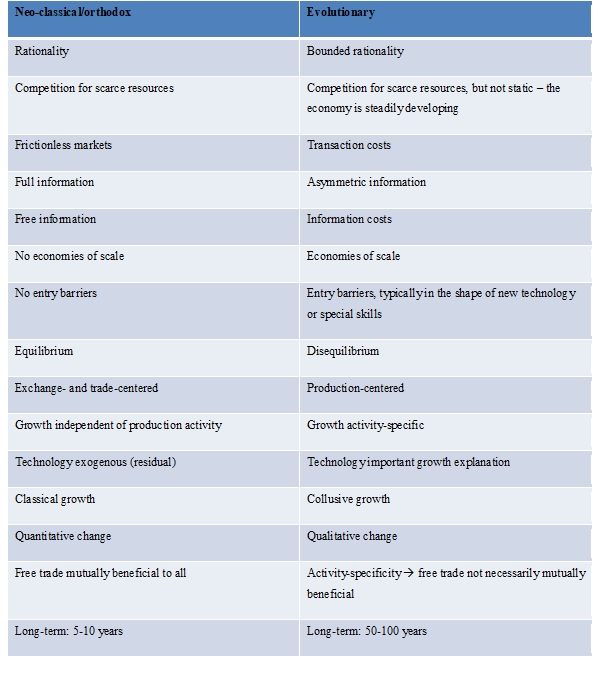 Neo-classical/orthodox Evolutionary
Rationality Bounded rationality
Competition for scarce resources Competition for scarce resources, but not static – the
economy is steadily developing
Frictionless markets Transaction costs
Full information Asymmetric information
Free information Information costs
No economies of scale Economies of scale
No entry barriers Entry barriers, typically in the shape of new technology
or special skills
Equilibrium Disequilibrium
Exchange- and trade-centered Production-centered
Growth independent of production activity Growth activity-specific
Technology exogenous (residual) Technology important growth explanation
Classical growth Collusive growth
Quantitative change Qualitative change
Free trade mutually beneficial to all Activity-specificity → free trade not necessarily mutually
beneficial
Long-term: 5-10 years Long-term: 50-100 years